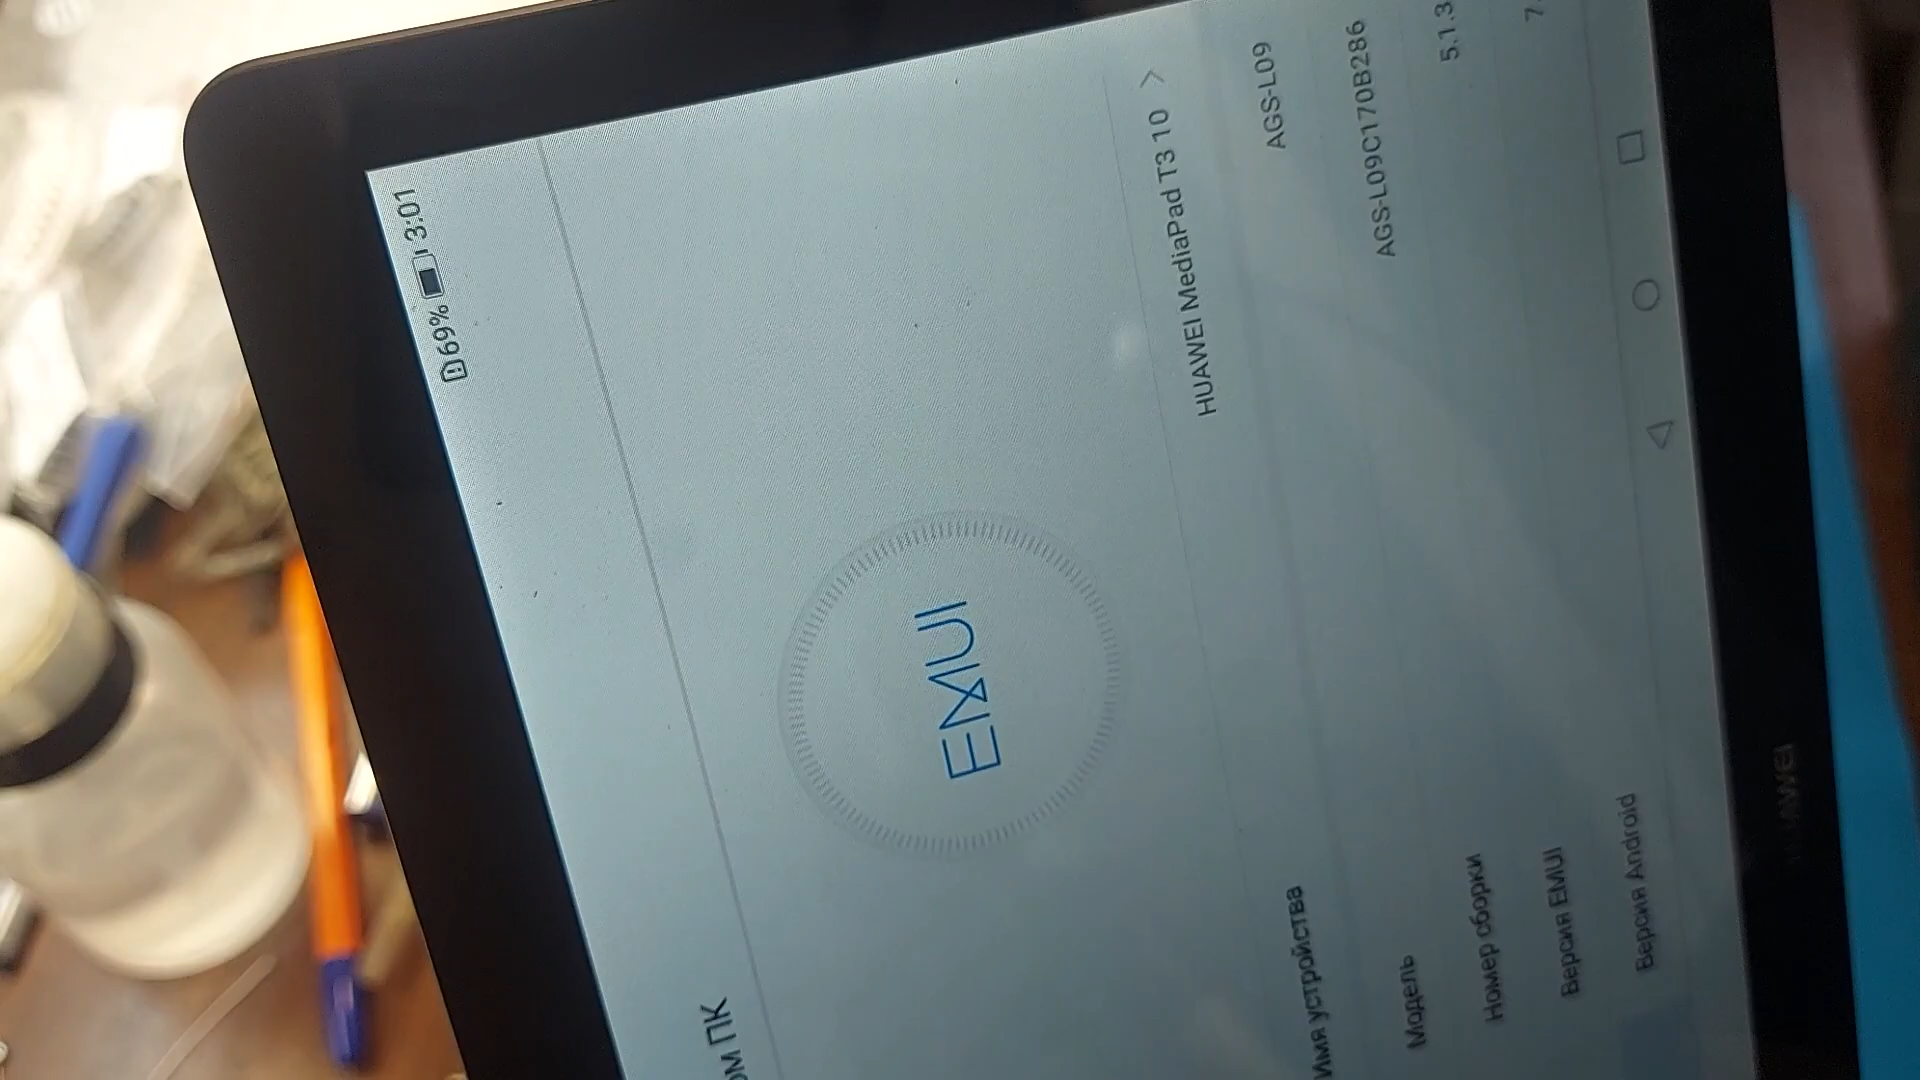 69% 3:01
ом ПК
EMUI
Имя устройства HUAWEI MediaPad T3 10
Модель AGS-L09
Номер сборки AGS-L09C170B286
Версия EMUI 5.1.3
Версия Android 7.
HUAWEI